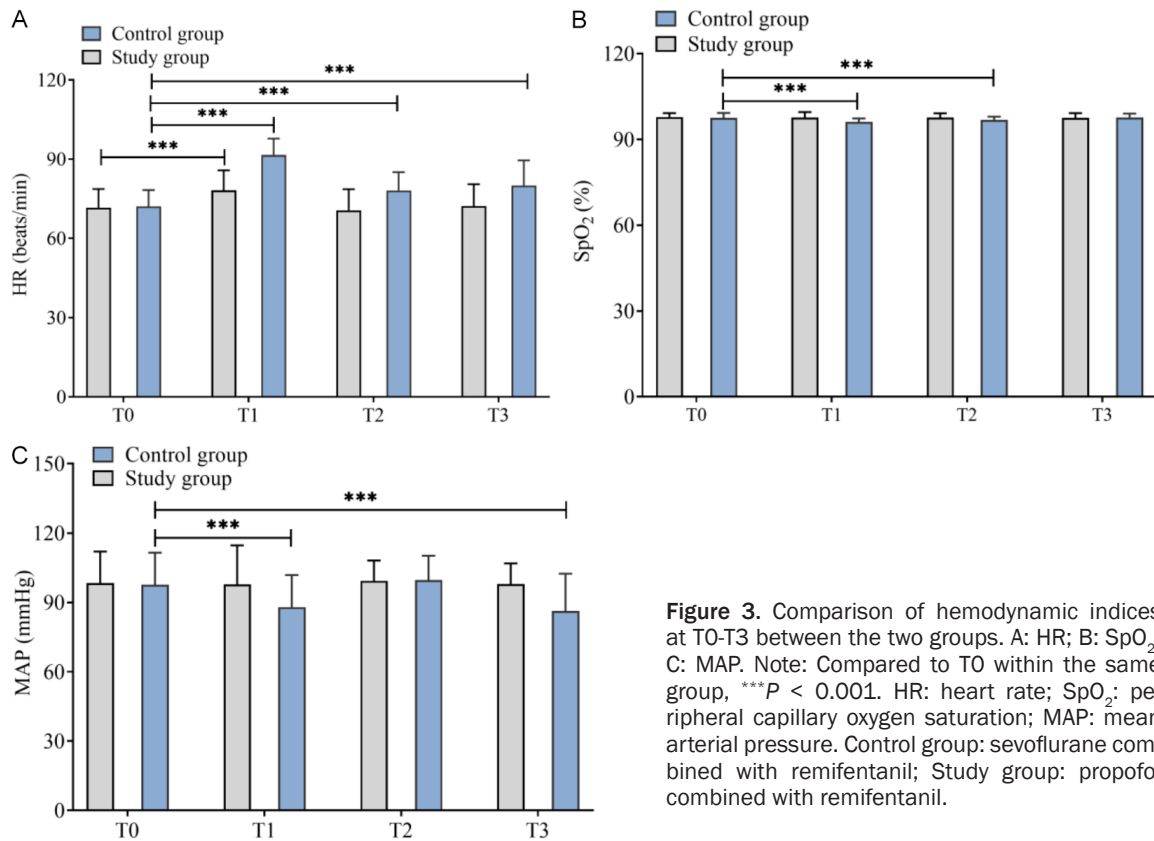 A
Control group
Study group
HR (beats/min)
120
90
60
30
0
***
***
***
***
T0
T1
T2
T3
B
Control group
Study group
SpO₂ (%)
120
90
60
30
0
***
***
T0
T1
T2
T3
C
Control group
Study group
MAP (mmHg)
150
120
90
60
30
0
***
***
T0
T1
T2
T3
Figure 3. Comparison of hemodynamic indices
at T0-T3 between the two groups. A: HR; B: SpO₂
C: MAP. Note: Compared to T0 within the same
group, ***P < 0.001. HR: heart rate; SpO₂: pe
ripheral capillary oxygen saturation; MAP: mean
arterial pressure. Control group: sevoflurane com
bined with remifentanil; Study group: propofo
combined with remifentanil.